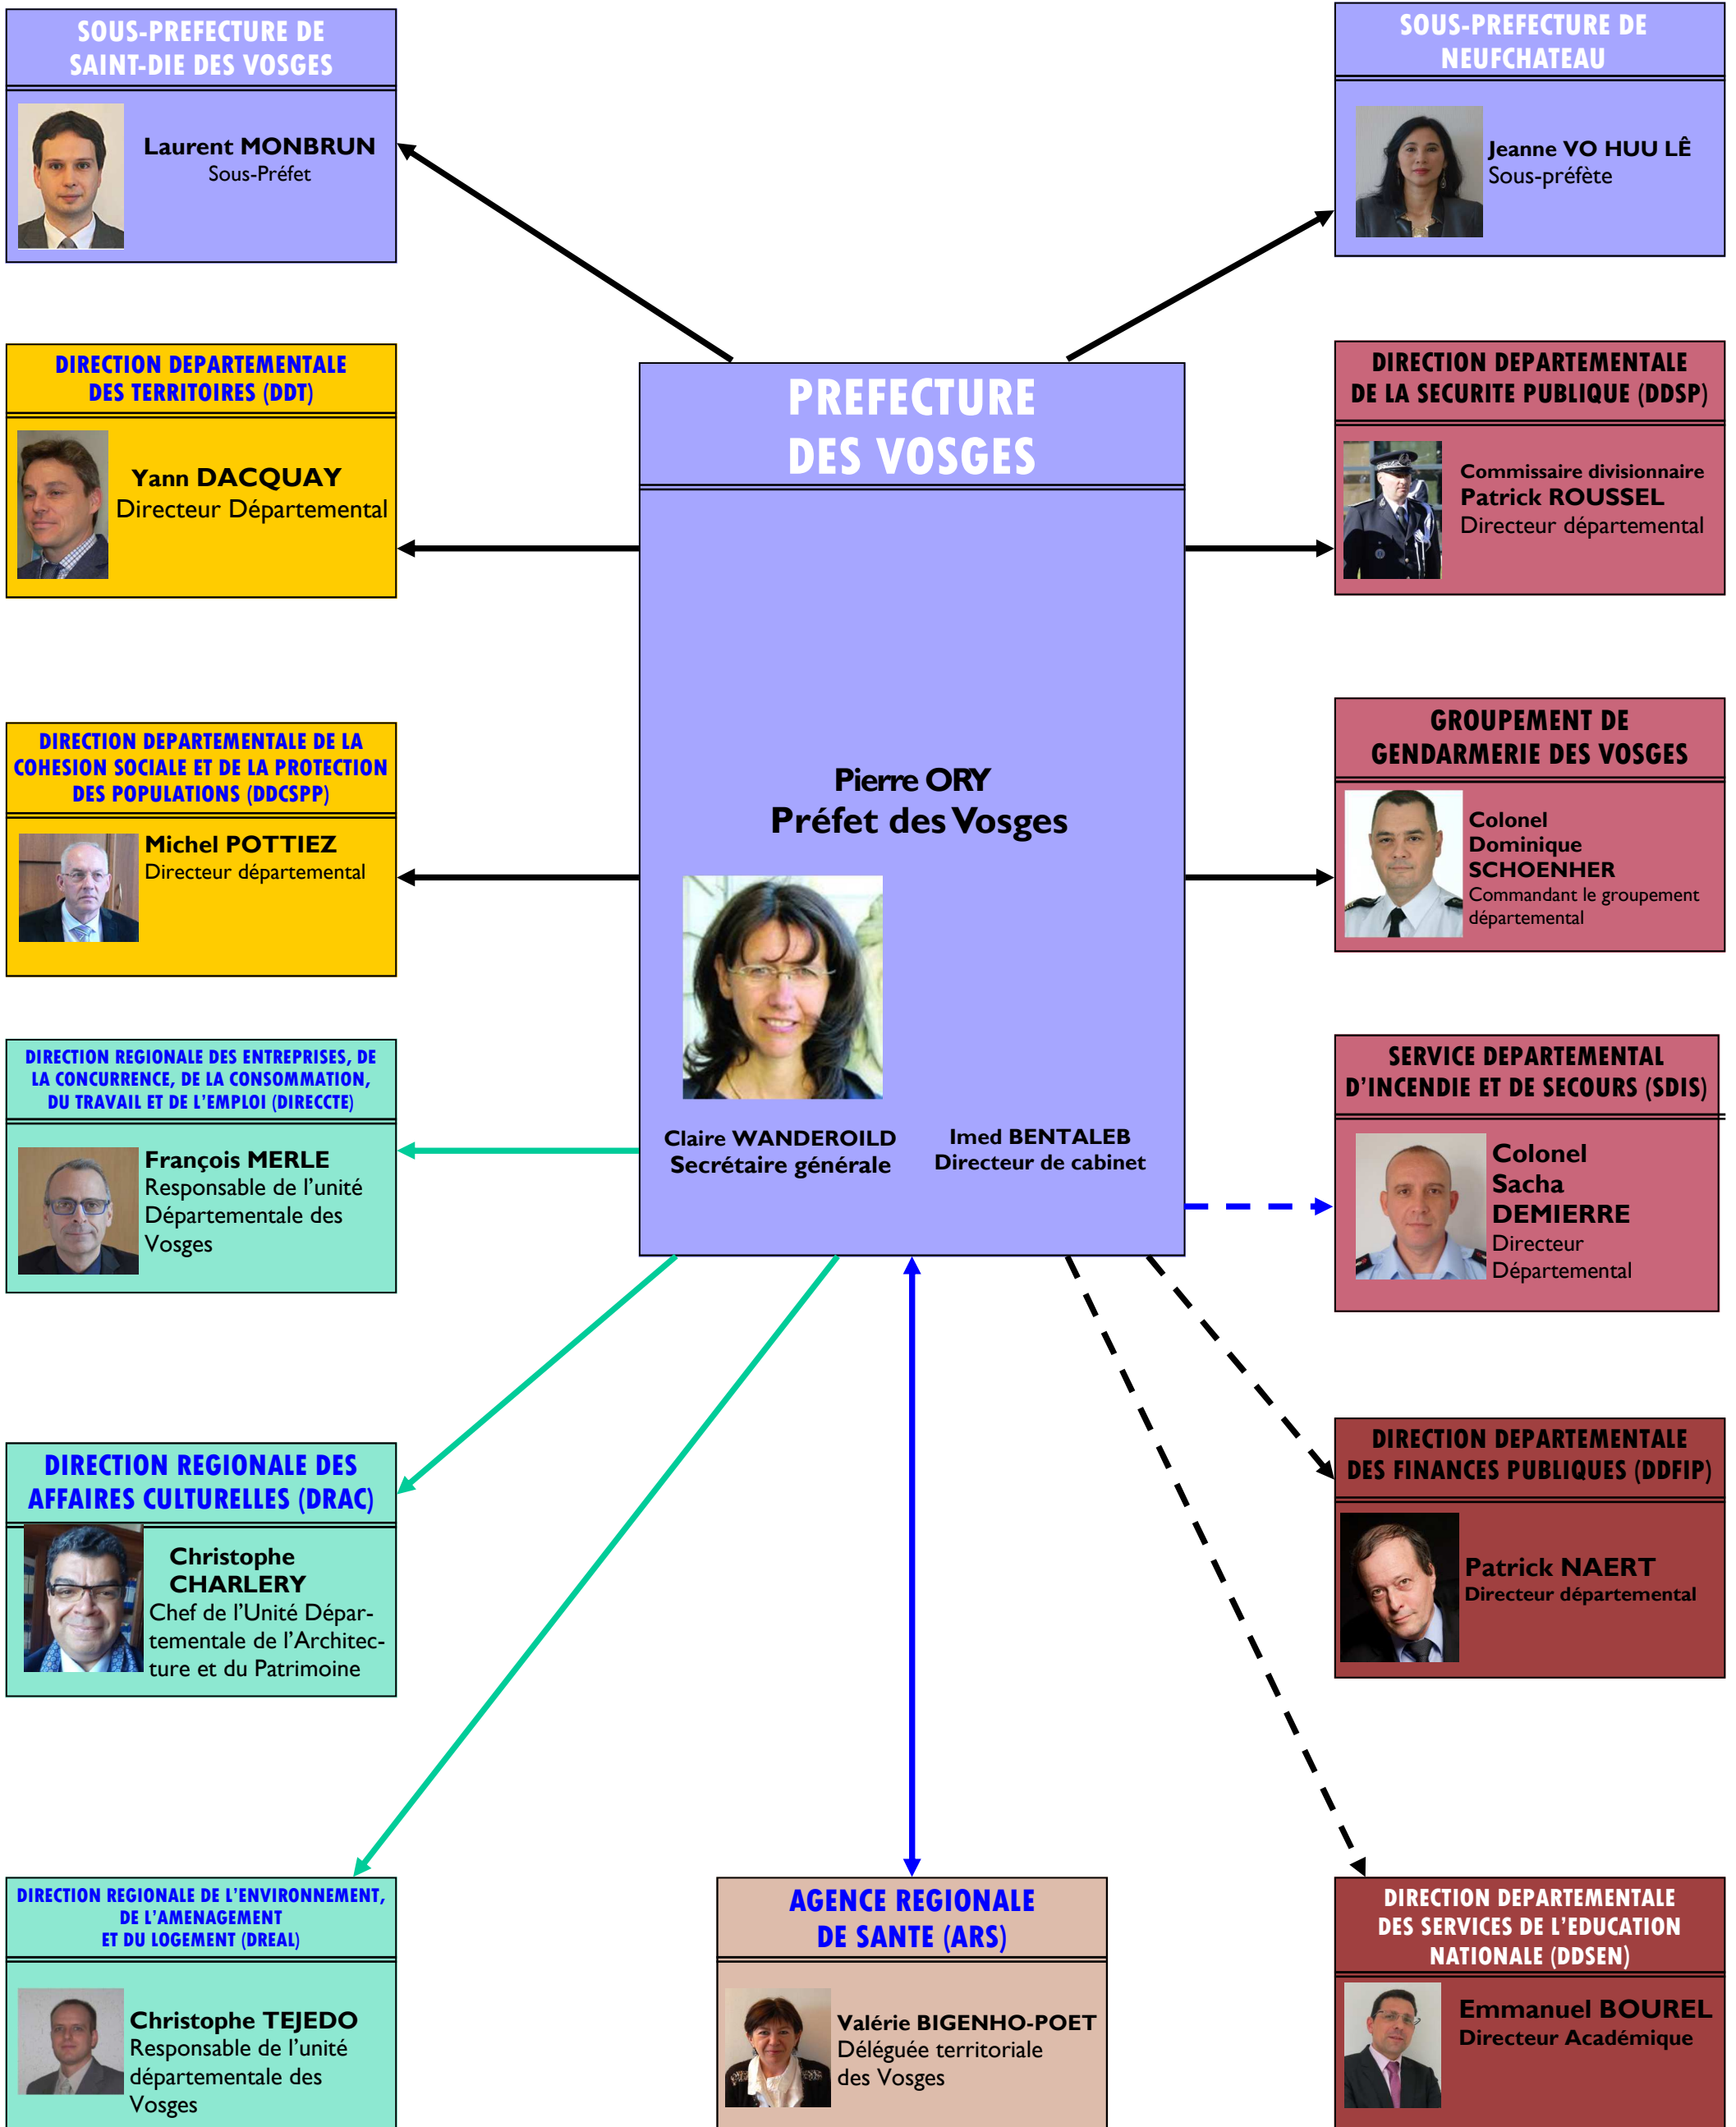 SOUS-PREFECTURE DE
SAINT-DIE DES VOSGES
Laurent MONBRUN
Sous-Préfet
SOUS-PREFECTURE DE
NEUFCHATEAU
Jeanne VO HUU LÊ
Sous-préfète
DIRECTION DEPARTEMENTALE
DES TERRITOIRES (DDT)
Yann DACQUAY
Directeur Départemental
PREFECTURE
DES VOSGES
Pierre ORY
Préfet des Vosges
Claire WANDEROILD
Secrétaire générale
Imed BENTALEB
Directeur de cabinet
DIRECTION DEPARTEMENTALE
DE LA SECURITE PUBLIQUE (DDSP)
Commissaire divisionnaire
Patrick ROUSSEL
Directeur départemental
DIRECTION DEPARTEMENTALE DE LA
COHESION SOCIALE ET DE LA PROTECTION
DES POPULATIONS (DDCSPP)
Michel POTTIEZ
Directeur départemental
GROUPEMENT DE
GENDARMERIE DES VOSGES
Colonel
Dominique
SCHOENHER
Commandant le groupement
départemental
DIRECTION REGIONALE DES ENTREPRISES, DE
LA CONCURRENCE, DE LA CONSOMMATION,
DU TRAVAIL ET DE L'EMPLOI (DIRECCTE)
François MERLE
Responsable de l'unité
Départementale des
Vosges
SERVICE DEPARTEMENTAL
D'INCENDIE ET DE SECOURS (SDIS)
Colonel
Sacha
DEMIERRE
Directeur
Départemental
DIRECTION REGIONALE DES
AFFAIRES CULTURELLES (DRAC)
Christophe
CHARLERY
Chef de l'Unité Dépar-
tementale de l'Architec-
ture et du Patrimoine
DIRECTION DEPARTEMENTALE
DES FINANCES PUBLIQUES (DDFIP)
Patrick NAERT
Directeur départemental
DIRECTION REGIONALE DE L'ENVIRONNEMENT,
DE L'AMENAGEMENT
ET DU LOGEMENT (DREAL)
Christophe TEJEDO
Responsable de l'unité
départementale des
Vosges
AGENCE REGIONALE
DE SANTE (ARS)
Valérie BIGENHO-POET
Déléguée territoriale
des Vosges
DIRECTION DEPARTEMENTALE
DES SERVICES DE L'EDUCATION
NATIONALE (DDSEN)
Emmanuel BOUREL
Directeur Académique